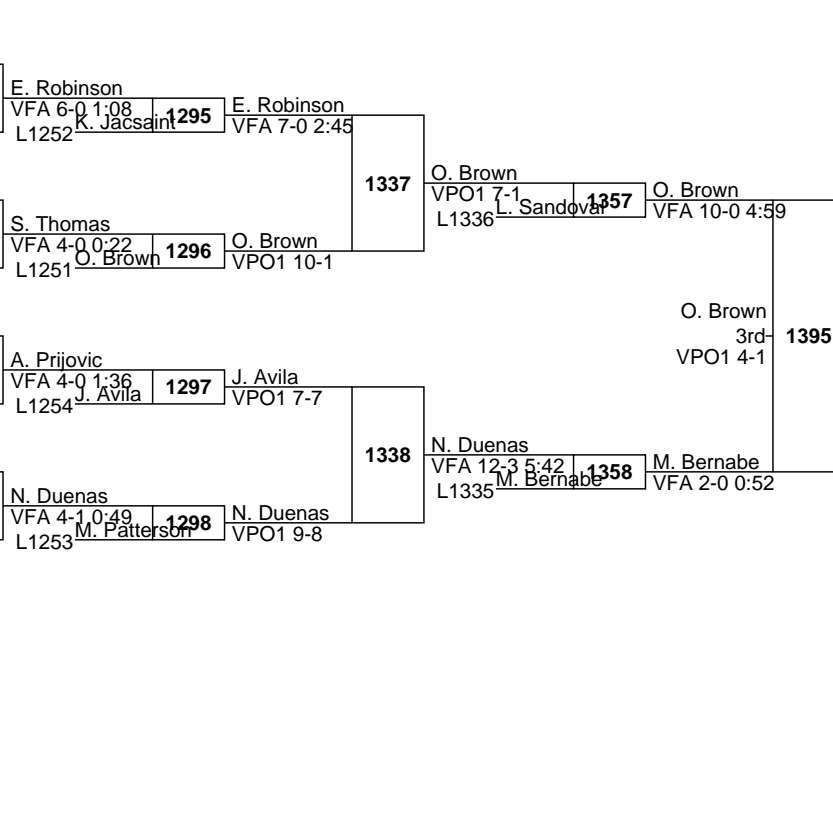 E. Robinson
VFA 6-0 1:08
L1252
K. Jacsaint
1295
E. Robinson
VFA 7-0 2:45
1337
O. Brown
VPO1 7-1
L1336
L. Sandoval
1357
O. Brown
VFA 10-0 4:59
S. Thomas
VFA 4-0 0:22
L1251
O. Brown
1296
O. Brown
VPO1 10-1
O. Brown
3rd
VPO1 4-1
1395
A. Prijovic
VFA 4-0 1:36
L1254
J. Avila
1297
J. Avila
VPO1 7-7
1338
N. Duenas
VFA 12-3 5:42
L1335
M. Bernabe
1358
M. Bernabe
VFA 2-0 0:52
N. Duenas
VFA 4-1 0:49
L1253
M. Patterson
1298
N. Duenas
VPO1 9-8